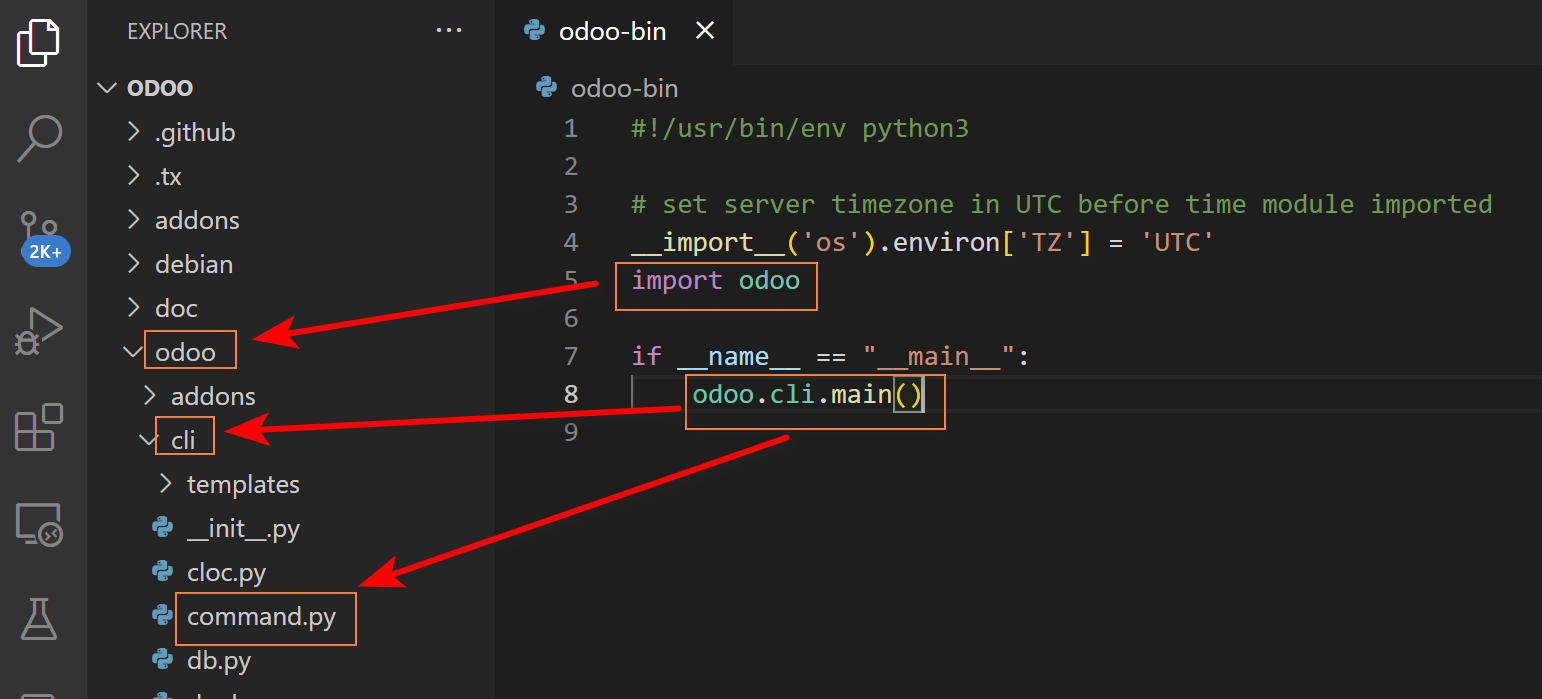 EXPLORER
ODOO
.github
.tx
addons
debian
doc
odoo
addons
cli
templates
__init__.py
cloc.py
command.py
db.py
2K+
odoo-bin
odoo-bin
1 #!/usr/bin/env python3
2
3 # set server timezone in UTC before time module imported
4 __import__('os').environ['TZ'] = 'UTC'
5 import odoo
6
7 if __name__ == "__main__":
8 odoo.cli.main()
9